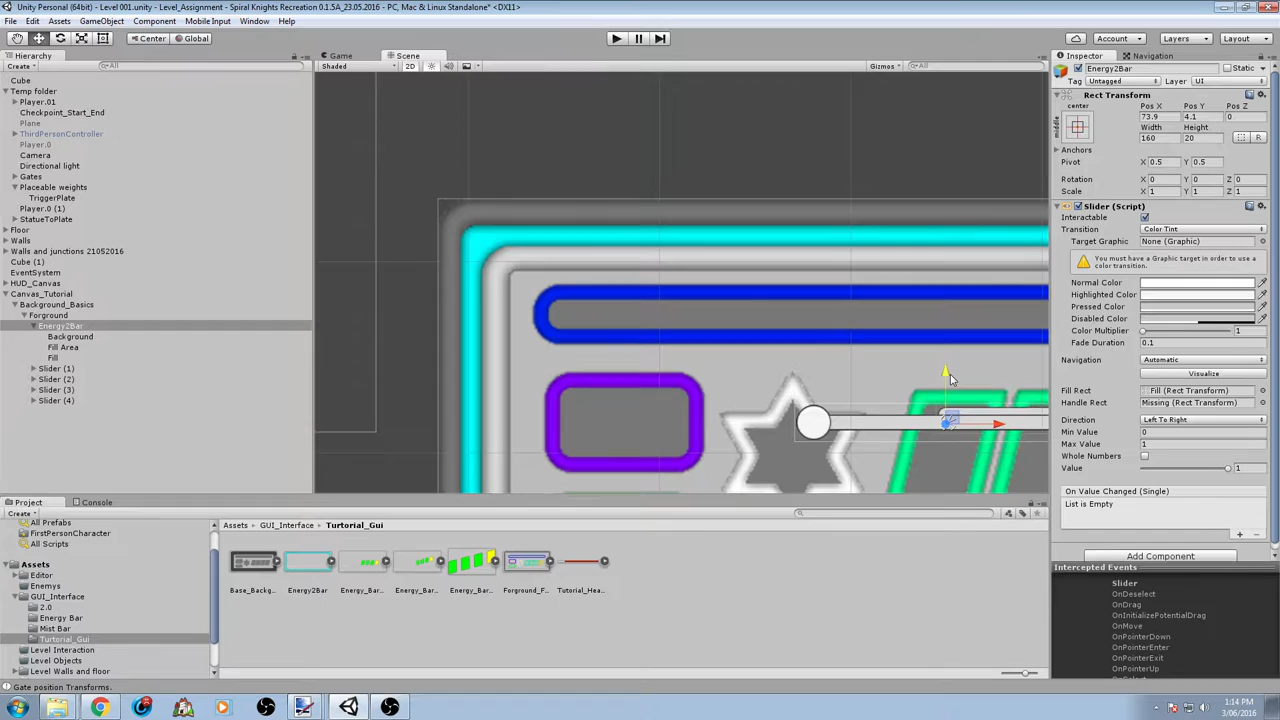 Unity Personal (64bit) - Level 001.unity - Level_Assignment - Spiral Knights Recreation 0.1.5A_23.05.2016 - PC, Mac & Linux Standalone* <DX11>
File Edit Assets GameObject Component Mobile Input Window Help
Center Global Account Layers Layout
Hierarchy
Create All
Cube
Temp folder
Player.01
Checkpoint_Start_End
Plane
ThirdPersonController
Player.0
Camera
Directional light
Gates
Placeable weights
TriggerPlate
Player.0 (1)
StatueToPlate
Floor
Walls
Walls and junctions 21052016
Cube (1)
EventSystem
HUD_Canvas
Canvas_Tutorial
Background_Basics
Forground
Energy2Bar
Background
Fill Area
Fill
Slider (1)
Slider (2)
Slider (3)
Slider (4)
Game Scene
Shaded 2D Gizmos All
Inspector Navigation
Energy2Bar Static
Tag Untagged Layer UI
Rect Transform
center
middle
Pos X Pos Y Pos Z
73.9 4.1 0
Width Height
160 20
R
Anchors
Pivot X 0.5 Y 0.5
Rotation X 0 Y 0 Z 0
Scale X 1 Y 1 Z 1
Slider (Script)
Interactable
Transition Color Tint
Target Graphic None (Graphic)
You must have a Graphic target in order to use a
color transition.
Normal Color
Highlighted Color
Pressed Color
Disabled Color
Color Multiplier 1
Fade Duration 0.1
Navigation Automatic
Visualize
Fill Rect Fill (Rect Transform)
Handle Rect Missing (Rect Transform)
Direction Left To Right
Min Value 0
Max Value 1
Whole Numbers
Value 1
On Value Changed (Single)
List is Empty
Add Component
Intercepted Events
Slider
OnDeselect
OnDrag
OnInitializePotentialDrag
OnMove
OnPointerDown
OnPointerEnter
OnPointerExit
OnPointerUp
Project Console
Create
All Prefabs
FirstPersonCharacter
All Scripts
Assets
Editor
Enemys
GUI_Interface
2.0
Energy Bar
Mist Bar
Turtorial_Gui
Level Interaction
Level Objects
Level Walls and floor
Assets GUI_Interface Turtorial_Gui
Base_Backg... Energy2Bar Energy_Bar... Energy_Bar... Energy_Bar... Forground_F... Tutorial_Hea...
Gate position Transforms.
1:14 PM
3/06/2016